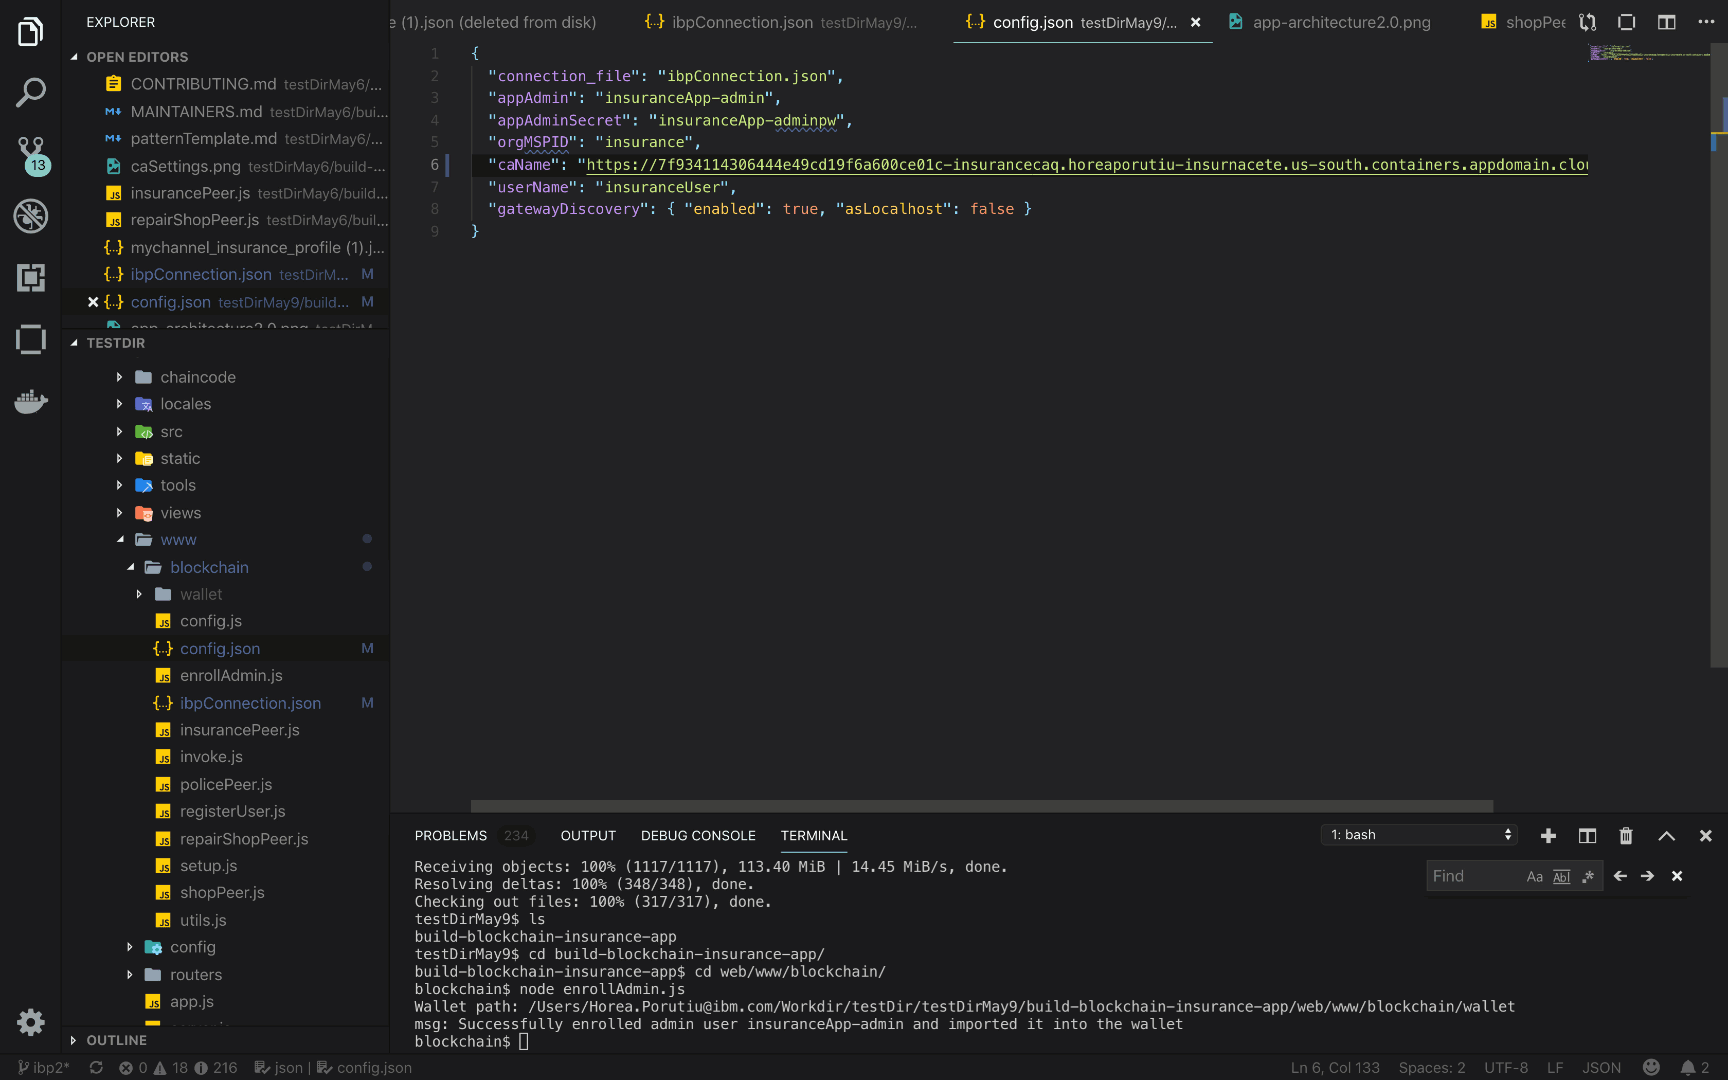 EXPLORER
OPEN EDITORS
CONTRIBUTING.md testDirMay6/...
MAINTAINERS.md testDirMay6/bui...
patternTemplate.md testDirMay6/...
caSettings.png testDirMay6/build-...
insurancePeer.js testDirMay6/build...
repairShopPeer.js testDirMay6/buil...
mychannel_insurance_profile (1).j...
ibpConnection.json testDirM... M
config.json testDirMay9/build... M
app-architecture2.0.png testDirM...
TESTDIR
chaincode
locales
src
static
tools
views
www
blockchain
wallet
config.js
config.json M
enrollAdmin.js
ibpConnection.json M
insurancePeer.js
invoke.js
policePeer.js
registerUser.js
repairShopPeer.js
setup.js
shopPeer.js
utils.js
config
routers
app.js
OUTLINE
e (1).json (deleted from disk)
ibpConnection.json testDirMay9/...
config.json testDirMay9/...
app-architecture2.0.png
shopPee
1 {
2 "connection_file": "ibpConnection.json",
3 "appAdmin": "insuranceApp-admin",
4 "appAdminSecret": "insuranceApp-adminpw",
5 "orgMSPID": "insurance",
6 "caName": "https://7f934114306444e49cd19f6a600ce01c-insurancecaq.horeaporutiu-insurnacete.us-south.containers.appdomain.clou
7 "userName": "insuranceUser",
8 "gatewayDiscovery": { "enabled": true, "asLocalhost": false }
9 }
PROBLEMS 234 OUTPUT DEBUG CONSOLE TERMINAL 1: bash
Find Aa Abl .*
Receiving objects: 100% (1117/1117), 113.40 MiB | 14.45 MiB/s, done.
Resolving deltas: 100% (348/348), done.
Checking out files: 100% (317/317), done.
testDirMay9$ ls
build-blockchain-insurance-app
testDirMay9$ cd build-blockchain-insurance-app/
build-blockchain-insurance-app$ cd web/www/blockchain/
blockchain$ node enrollAdmin.js
Wallet path: /Users/Horea.Porutiu@ibm.com/Workdir/testDir/testDirMay9/build-blockchain-insurance-app/web/www/blockchain/wallet
msg: Successfully enrolled admin user insuranceApp-admin and imported it into the wallet
blockchain$
13
ibp2* 0 18 216 json | config.json Ln 6, Col 133 Spaces: 2 UTF-8 LF JSON 2